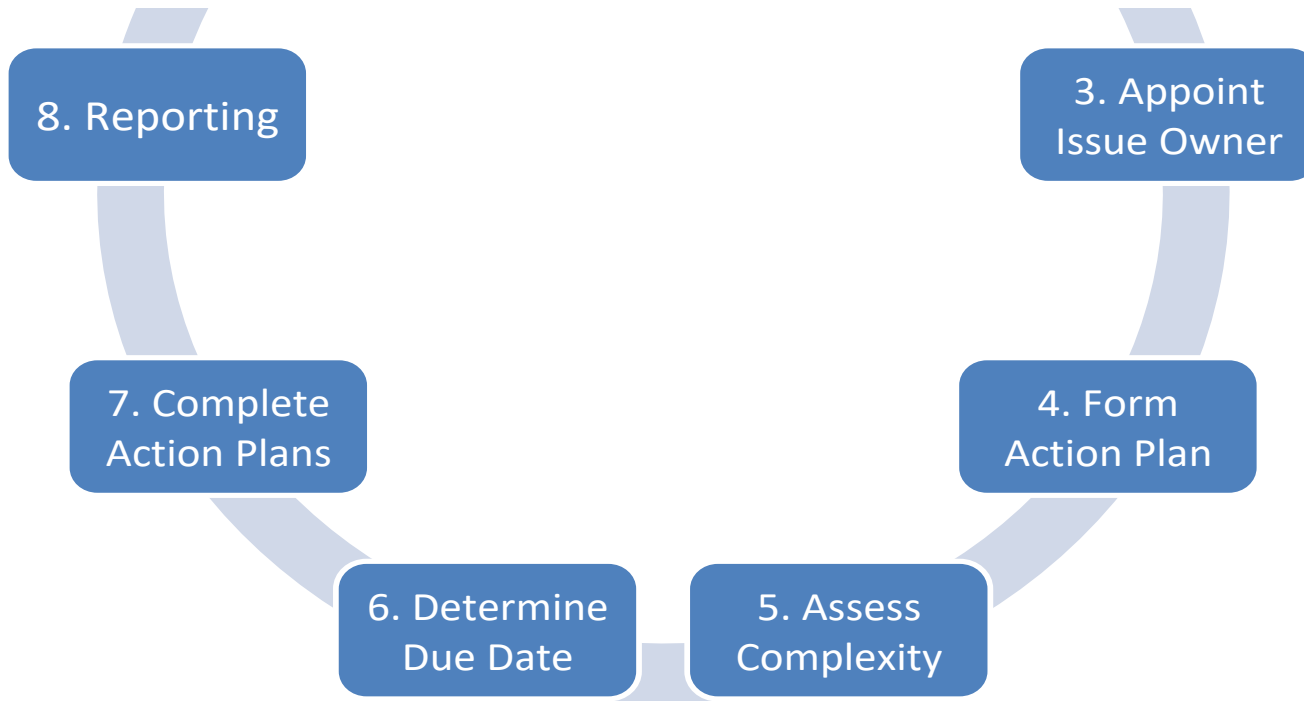 8. Reporting
3. Appoint
Issue Owner
7. Complete
Action Plans
4. Form
Action Plan
6. Determine
Due Date
5. Assess
Complexity